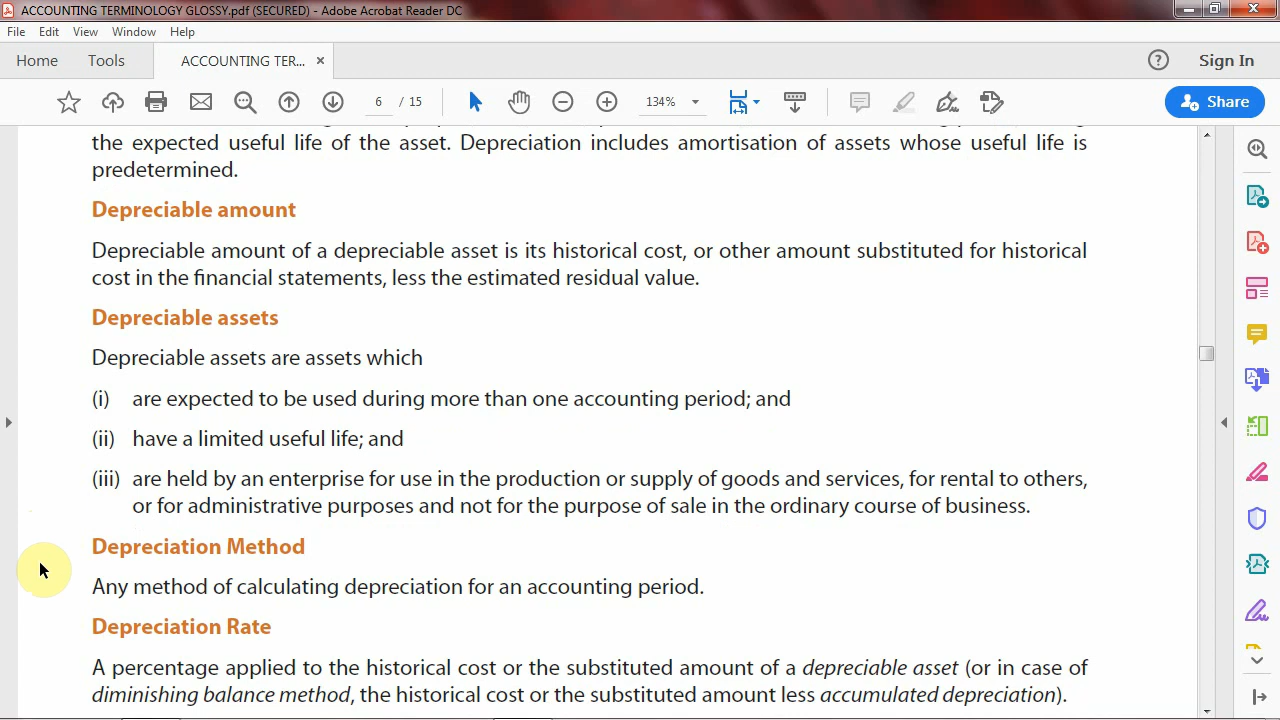 ACCOUNTING TERMINOLOGY GLOSSY.pdf (SECURED) - Adobe Acrobat Reader DC
File Edit View Window Help
Home Tools ACCOUNTING TER... ×
Sign In
6 / 15 134% Share
the expected useful life of the asset. Depreciation includes amortisation of assets whose useful life is
predetermined.
Depreciable amount
Depreciable amount of a depreciable asset is its historical cost, or other amount substituted for historical
cost in the financial statements, less the estimated residual value.
Depreciable assets
Depreciable assets are assets which
(i) are expected to be used during more than one accounting period; and
(ii) have a limited useful life; and
(iii) are held by an enterprise for use in the production or supply of goods and services, for rental to others,
or for administrative purposes and not for the purpose of sale in the ordinary course of business.
Depreciation Method
Any method of calculating depreciation for an accounting period.
Depreciation Rate
A percentage applied to the historical cost or the substituted amount of a depreciable asset (or in case of
diminishing balance method, the historical cost or the substituted amount less accumulated depreciation).